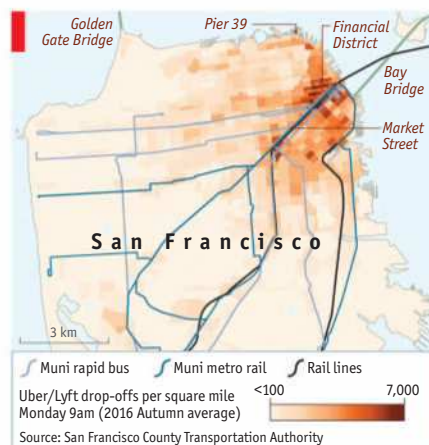 Golden
Gate Bridge
Pier 39
Financial
District
Bay
Bridge
Market
Street
San Francisco
3 km
Muni rapid bus
Muni metro rail
Rail lines
Uber/Lyft drop-offs per square mile
Monday 9am (2016 Autumn average)
<100
7,000
Source: San Francisco County Transportation Authority